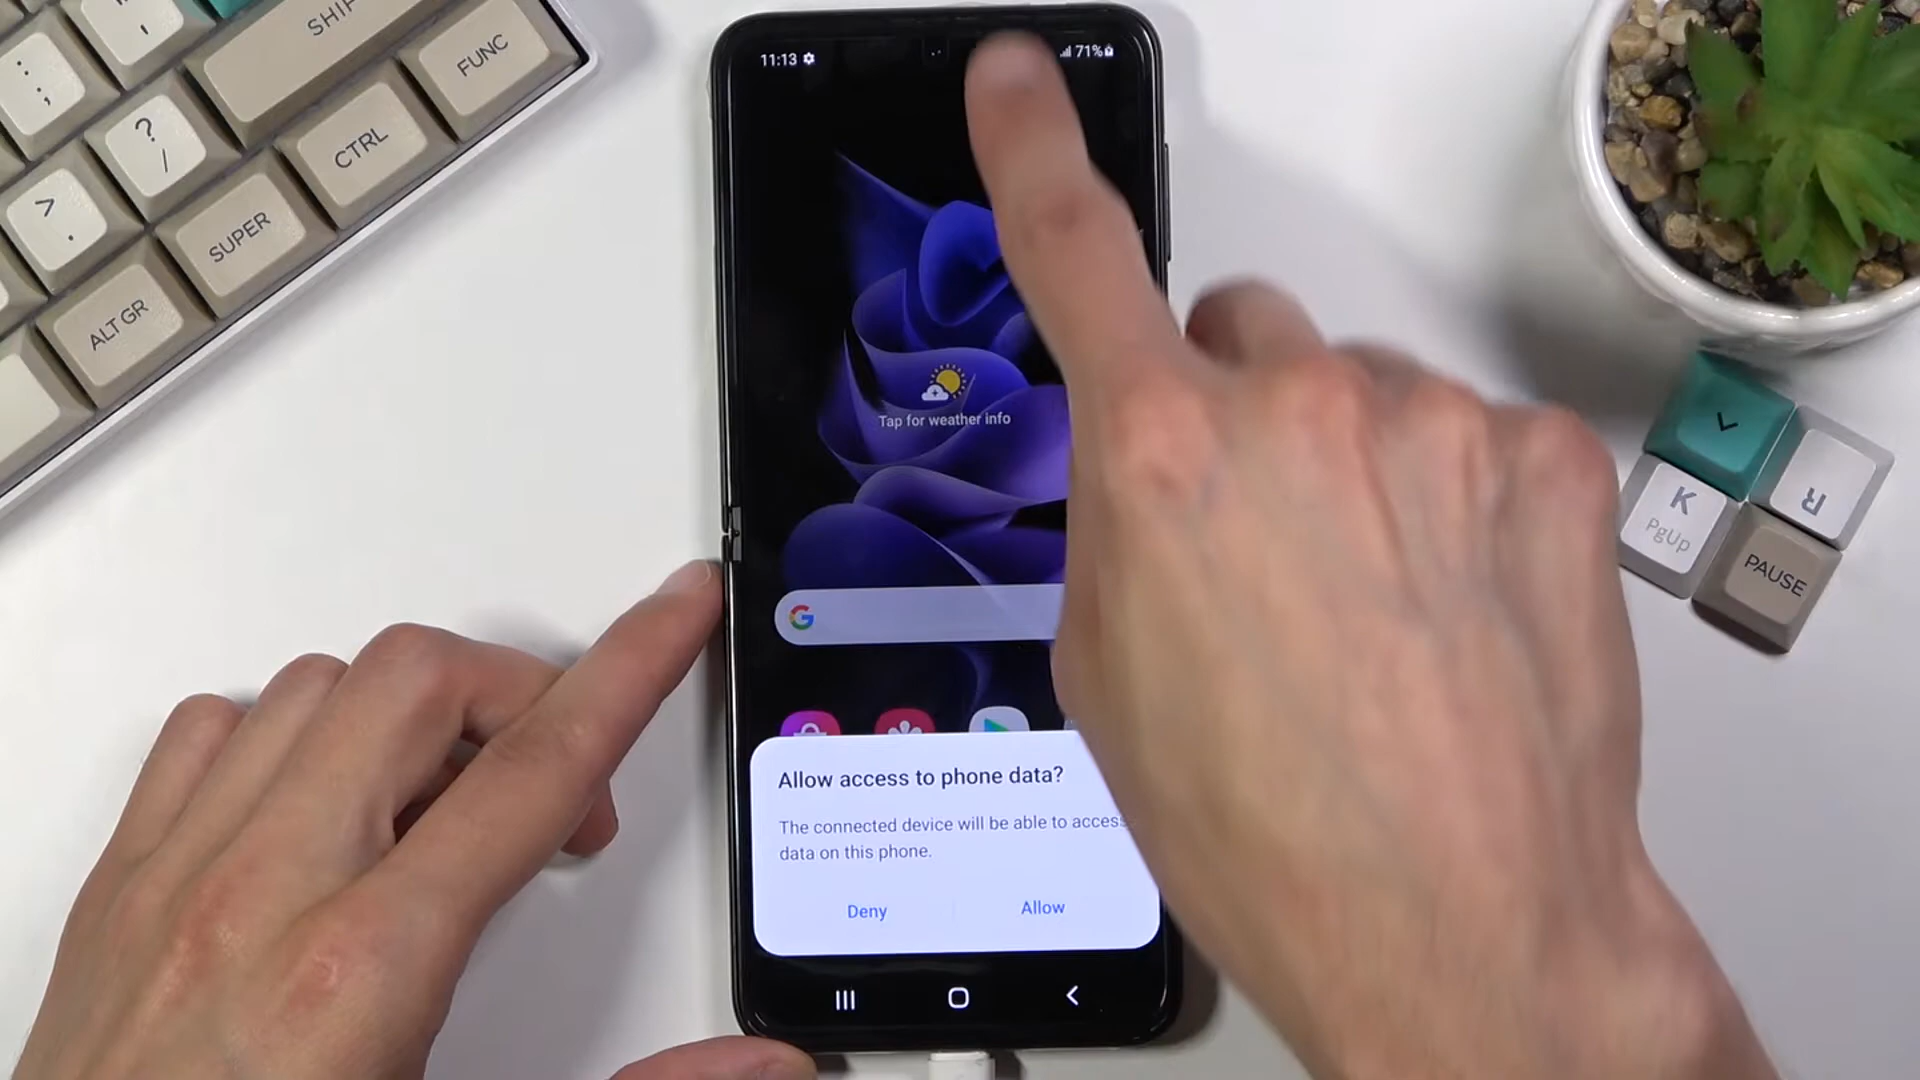 SHIF
FUNC
;
:
?
/
CTRL
>
.
SUPER
ALT GR
11:13
71%
Tap for weather info
G
Allow access to phone data?
The connected device will be able to access
data on this phone.
Deny
Allow
K
PgUp
R
PAUSE